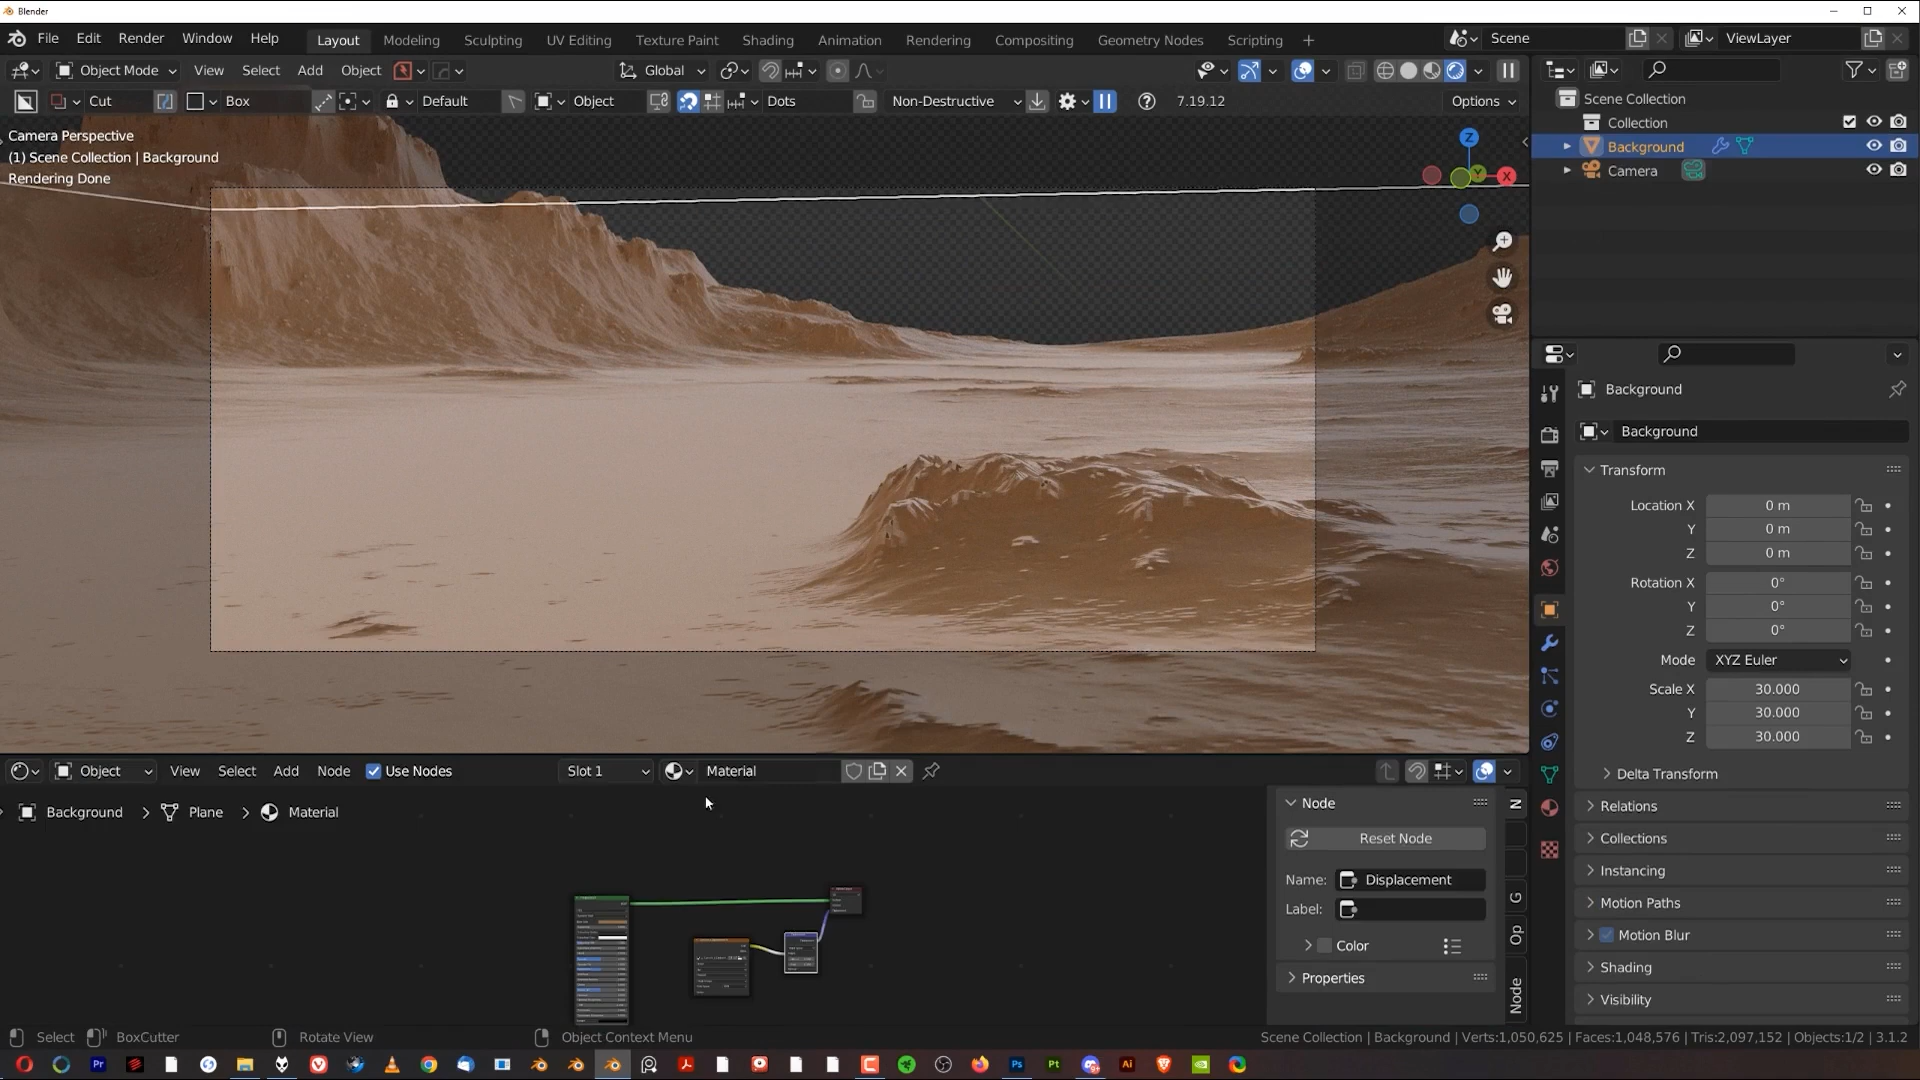 Blender
File Edit Render Window Help Layout Modeling Sculpting UV Editing Texture Paint Shading Animation Rendering Compositing Geometry Nodes Scripting + Scene ViewLayer
Object Mode View Select Add Object Global
Cut Box Default Object Dots Non-Destructive 7.19.12 Options
Camera Perspective
(1) Scene Collection | Background
Rendering Done
Z
Y
X
Scene Collection
Collection
Background
Camera
Background
Background
Transform
Location X 0 m
Y 0 m
Z 0 m
Rotation X 0°
Y 0°
Z 0°
Mode XYZ Euler
Scale X 30.000
Y 30.000
Z 30.000
Delta Transform
Relations
Collections
Instancing
Motion Paths
Motion Blur
Shading
Visibility
Object View Select Add Node Use Nodes Slot 1 Material
Background > Plane > Material
Node
Reset Node
Name: Displacement
Label:
Color
Properties
N
G
Op
Node
Select BoxCutter Rotate View Object Context Menu
Scene Collection | Background | Verts:1,050,625 | Faces:1,048,576 | Tris:2,097,152 | Objects:1/2 | 3.1.2
Pr Ps Pt Ai